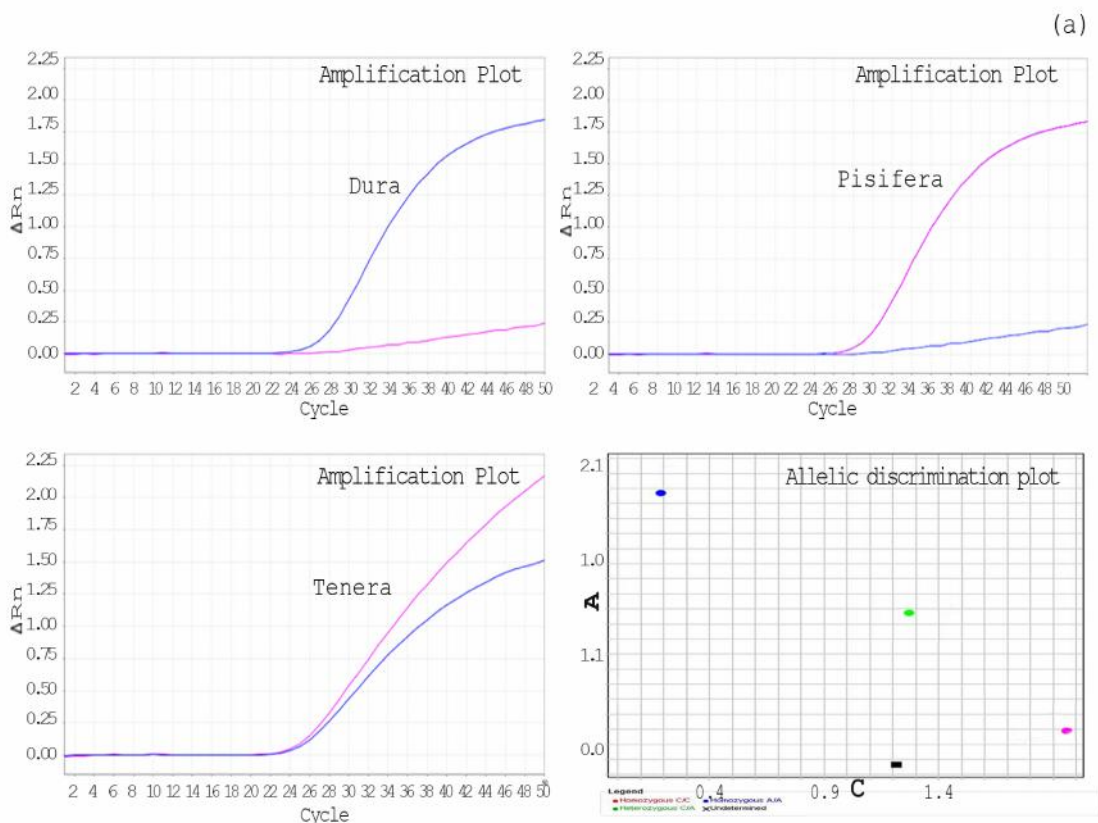 (a)
Amplification Plot
2.25
2.00
1.75
1.50
1.25
1.00
0.75
0.50
0.25
0.00
ΔRn
Dura
2 4 6 8 10 12 14 16 18 20 22 24 26 28 30 32 34 36 38 40 42 44 46 48 50
Cycle
Amplification Plot
2.25
2.00
1.75
1.50
1.25
1.00
0.75
0.50
0.25
0.00
ΔRn
Pisifera
2 4 6 8 10 12 14 16 18 20 22 24 26 28 30 32 34 36 38 40 42 44 46 48 50
Cycle
Amplification Plot
2.25
2.00
1.75
1.50
1.25
1.00
0.75
0.50
0.25
0.00
ΔRn
Tenera
2 4 6 8 10 12 14 16 18 20 22 24 26 28 30 32 34 36 38 40 42 44 46 48 50
Cycle
Allelic discrimination plot
2.1
1.0
A
1.1
0.0
0.4 0.9 C 1.4
Legend
Homozygous C/C Homozygous A/A
Heterozygous C/A Undetermined